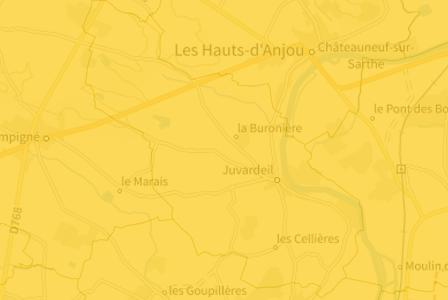 Les Hauts-d'Anjou
Châteauneuf-sur-
Sarthe
le Pont des Bo
la Buronière
mpigné
Juvardeil
le Marais
D768
les Cellières
Moulin
les Goupillères